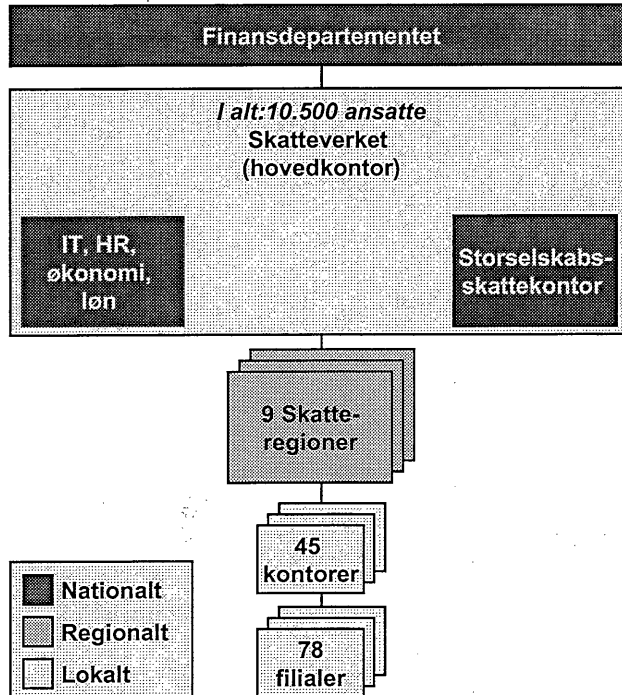 Finansdepartementet
I alt:10.500 ansatte
Skatteverket
(hovedkontor)
IT, HR,
økonomi,
løn
Storselskabs-
skattekontor
9 Skatte-
regioner
45
kontorer
78
filialer
Nationalt
Regionalt
Lokalt